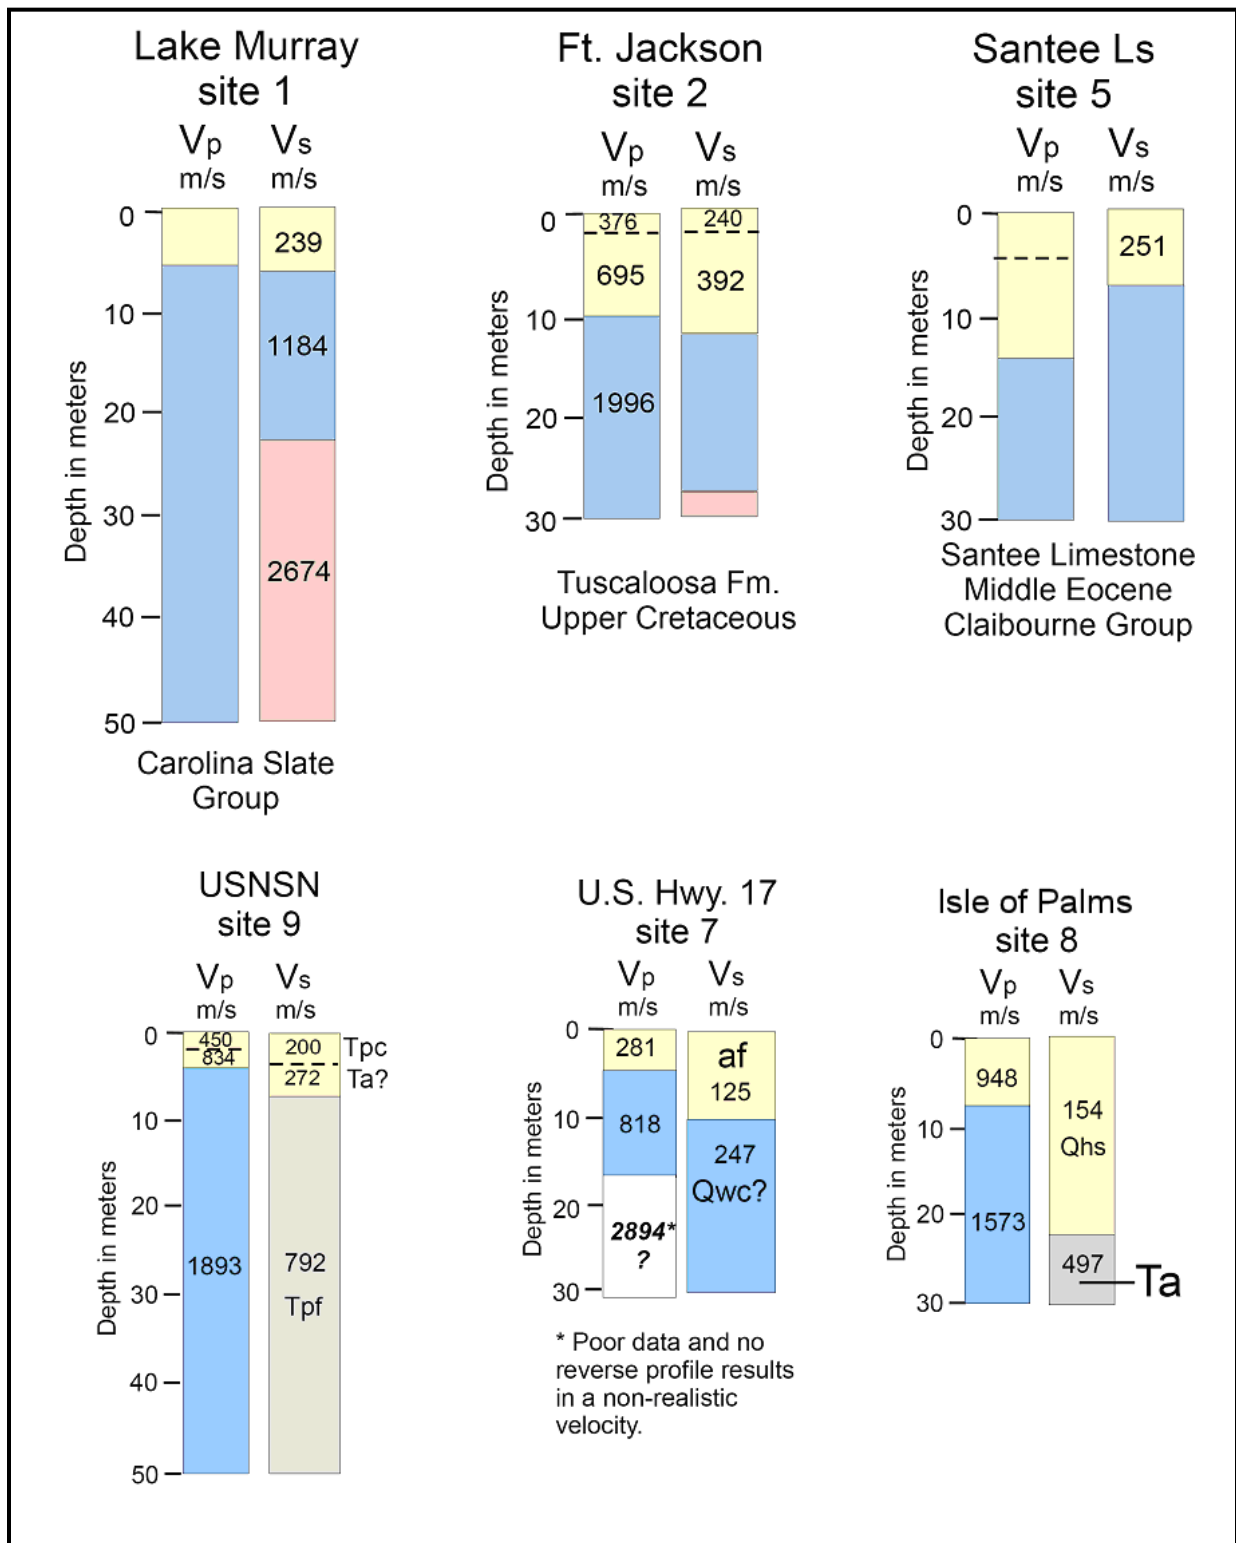 Lake Murray
site 1
Vp Vs
m/s m/s
0
10
20
30
40
50
Depth in meters
239
1184
2674
Carolina Slate
Group
Ft. Jackson
site 2
Vp Vs
m/s m/s
0
10
20
30
Depth in meters
376 240
695 392
1996
Tuscaloosa Fm.
Upper Cretaceous
Santee Ls
site 5
Vp Vs
m/s m/s
0
10
20
30
Depth in meters
251
Santee Limestone
Middle Eocene
Claibourne Group
USNSN
site 9
Vp Vs
m/s m/s
0
10
20
30
40
50
Depth in meters
450 200 Tpc
834 272 Ta?
1893 792
Tpf
U.S. Hwy. 17
site 7
Vp Vs
m/s m/s
0
10
20
30
Depth in meters
281 af
125
818 247
Qwc?
2894*
?
* Poor data and no
reverse profile results
in a non-realistic
velocity.
Isle of Palms
site 8
Vp Vs
m/s m/s
0
10
20
30
Depth in meters
948 154
Qhs
1573 497 Ta